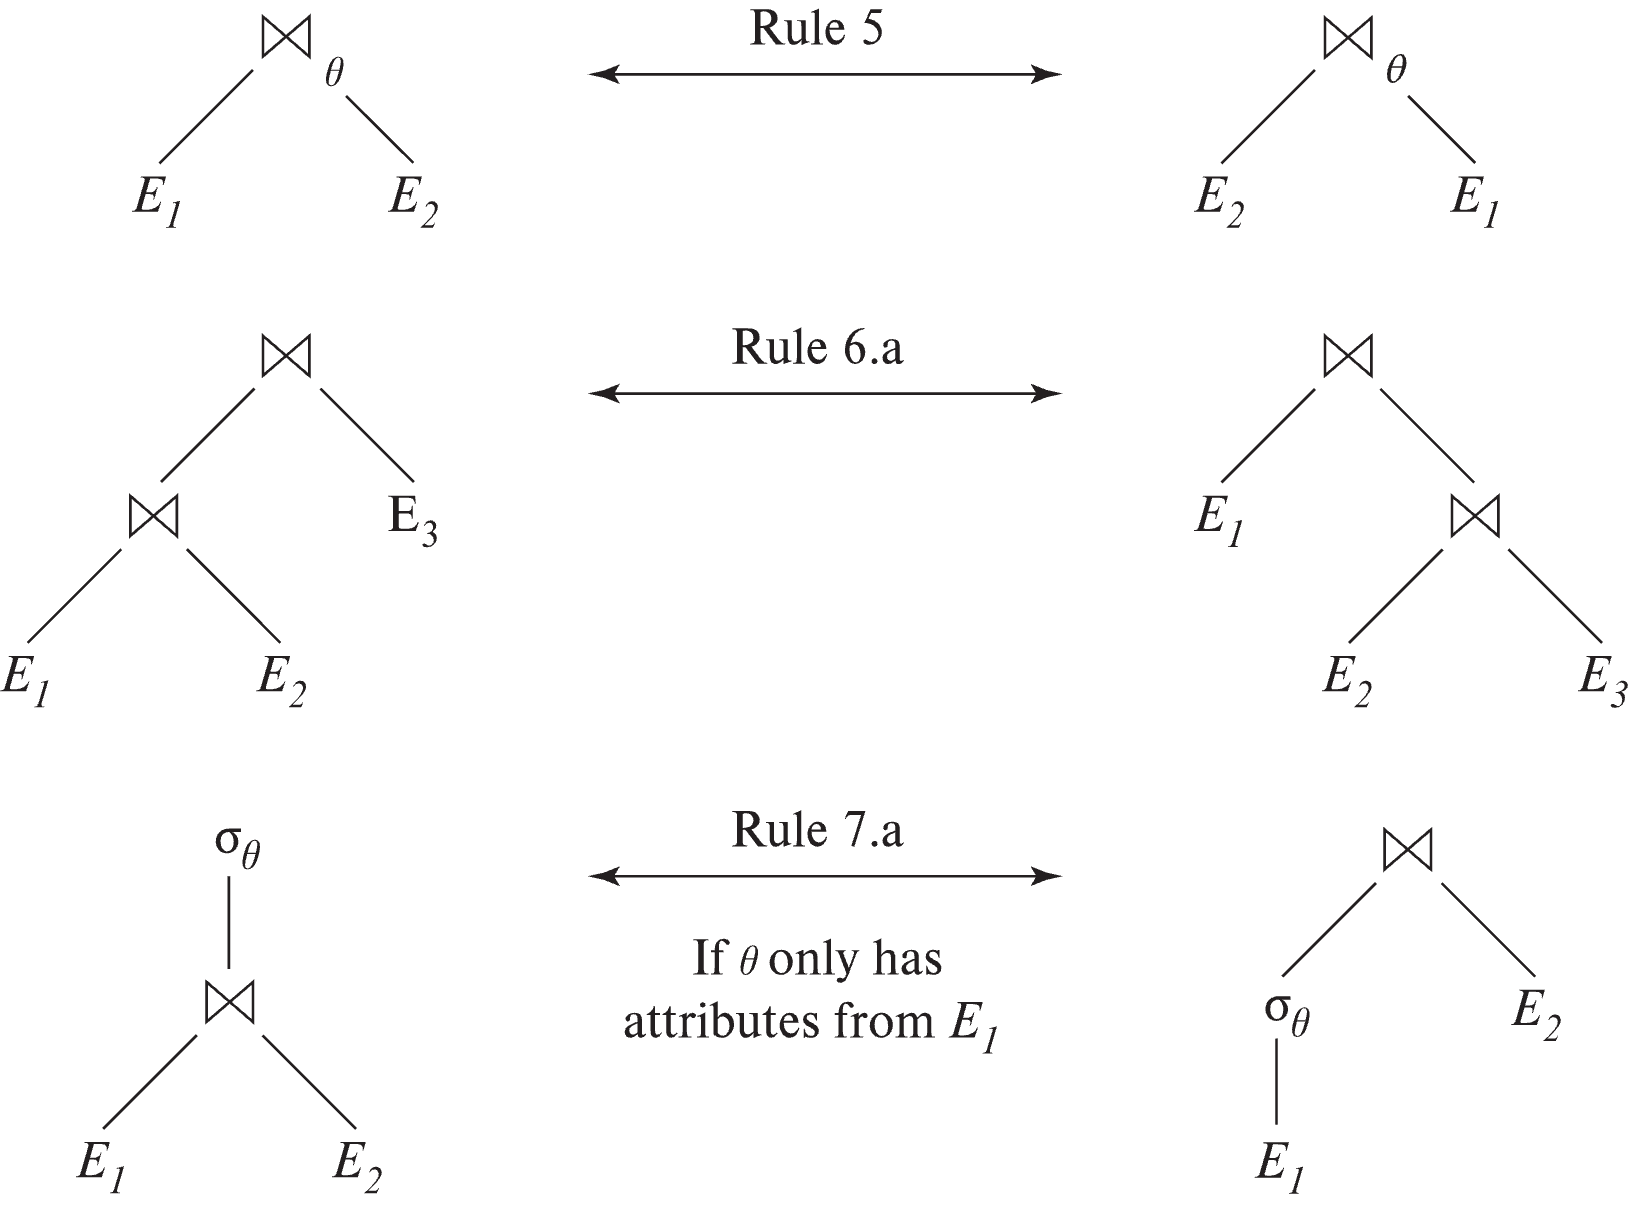 Rule 5
⋈θ ⋈θ
E1 E2 E2 E1
Rule 6.a
⋈ ⋈
⋈ E3 E1 ⋈
E1 E2 E2 E3
Rule 7.a
σθ ⋈
If θ only has
attributes from E1
⋈ σθ E2
E1 E2 E1